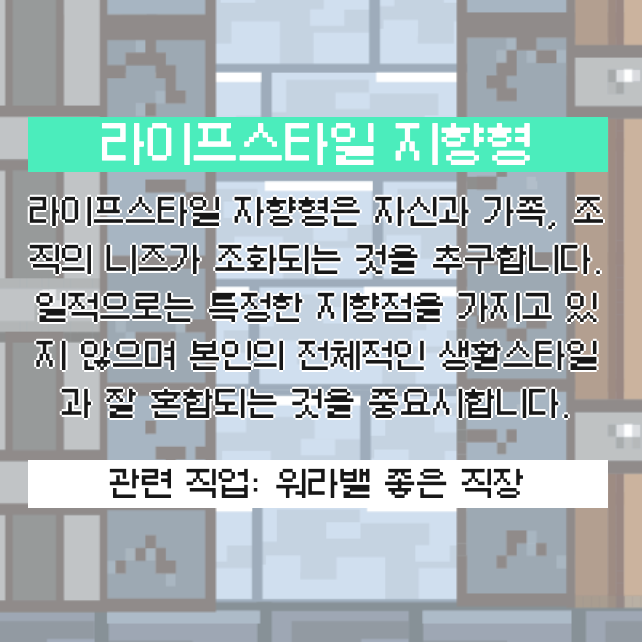 라이프스타일 지향형
라이프스타일 자향형은 자신과 가족, 조
직의 니즈가 조화되는 것을 추구합니다.
일적으로는 특정한 지향점을 가지고 있
지 않으며 본인의 전체적인 생활스타일
과 잘 혼합되는 것을 중요시합니다.
관련 직업: 워라밸 좋은 직장